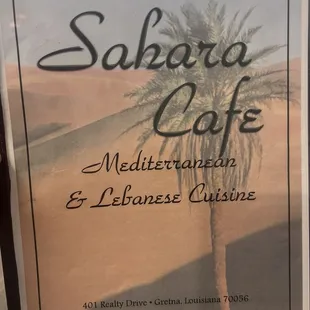 Sahara
Cafe
Mediterranean
& Lebanese Cuisine
401 Realty Drive • Gretna, Louisiana 70056